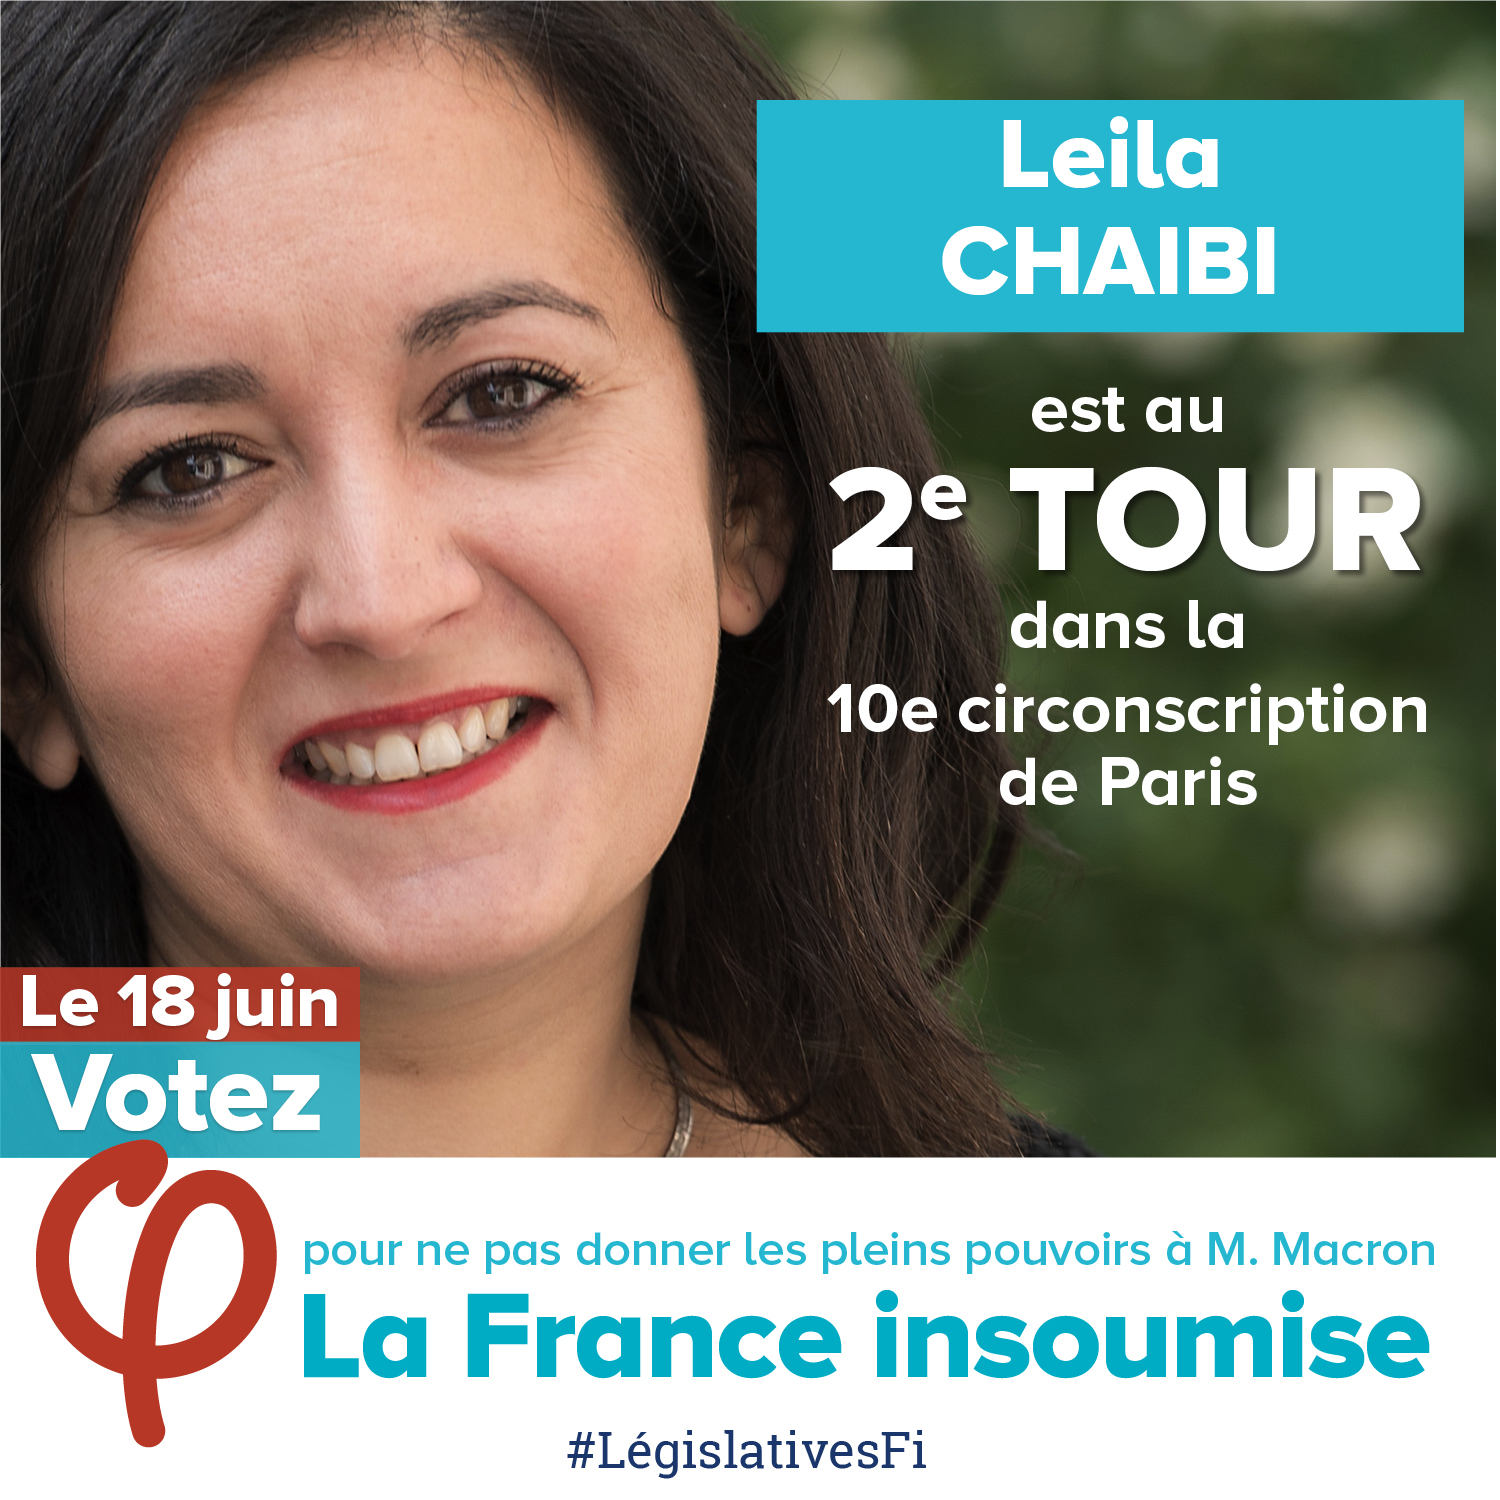 Leila
CHAIBI
est au
2e TOUR
dans la
10e circonscription
de Paris
Le 18 juin
Votez
φ
pour ne pas donner les pleins pouvoirs à M. Macron
La France insoumise
#LégislativesFi